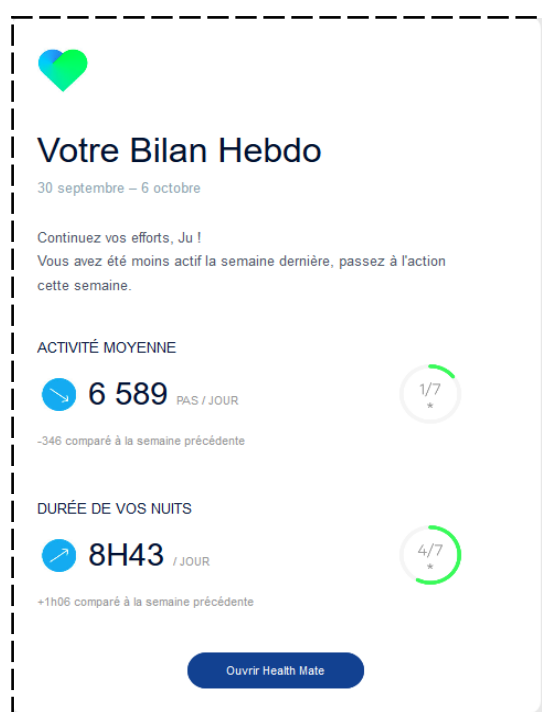 Votre Bilan Hebdo
30 septembre – 6 octobre
Continuez vos efforts, Ju !
Vous avez été moins actif la semaine dernière, passez à l'action
cette semaine.
ACTIVITÉ MOYENNE
6 589 PAS / JOUR
1/7
*
-346 comparé à la semaine précédente
DURÉE DE VOS NUITS
8H43 / JOUR
4/7
*
+1h06 comparé à la semaine précédente
Ouvrir Health Mate